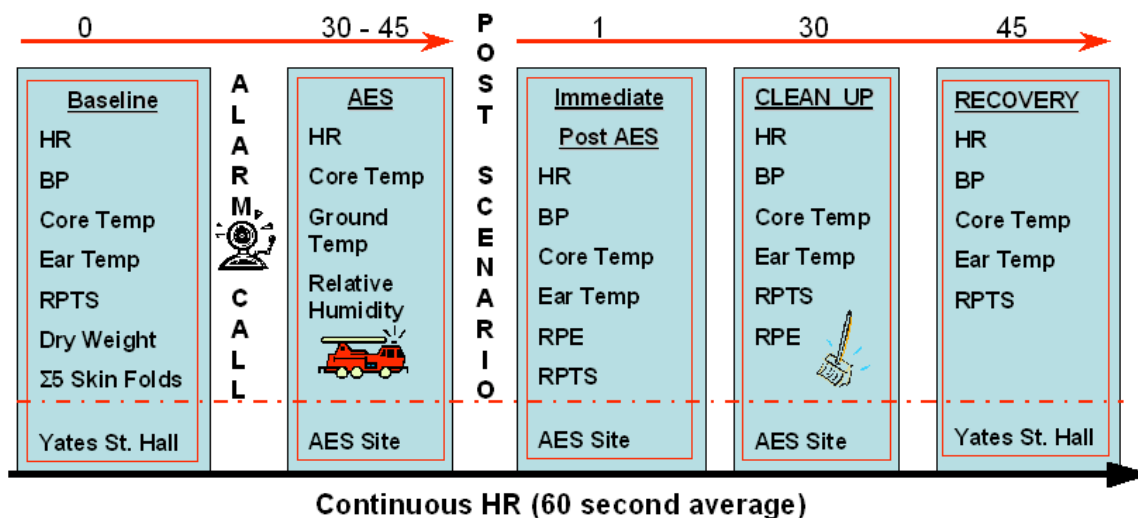 0
30 - 45
1
30
45
Baseline
HR
BP
Core Temp
Ear Temp
RPTS
Dry Weight
Σ5 Skin Folds
Yates St. Hall
ALARM CALL
AES
HR
Core Temp
Ground
Temp
Relative
Humidity
AES Site
POST SCENARIO
Immediate
Post AES
HR
BP
Core Temp
Ear Temp
RPE
RPTS
AES Site
CLEAN UP
HR
BP
Core Temp
Ear Temp
RPTS
RPE
AES Site
RECOVERY
HR
BP
Core Temp
Ear Temp
RPTS
Yates St. Hall
Continuous HR (60 second average)